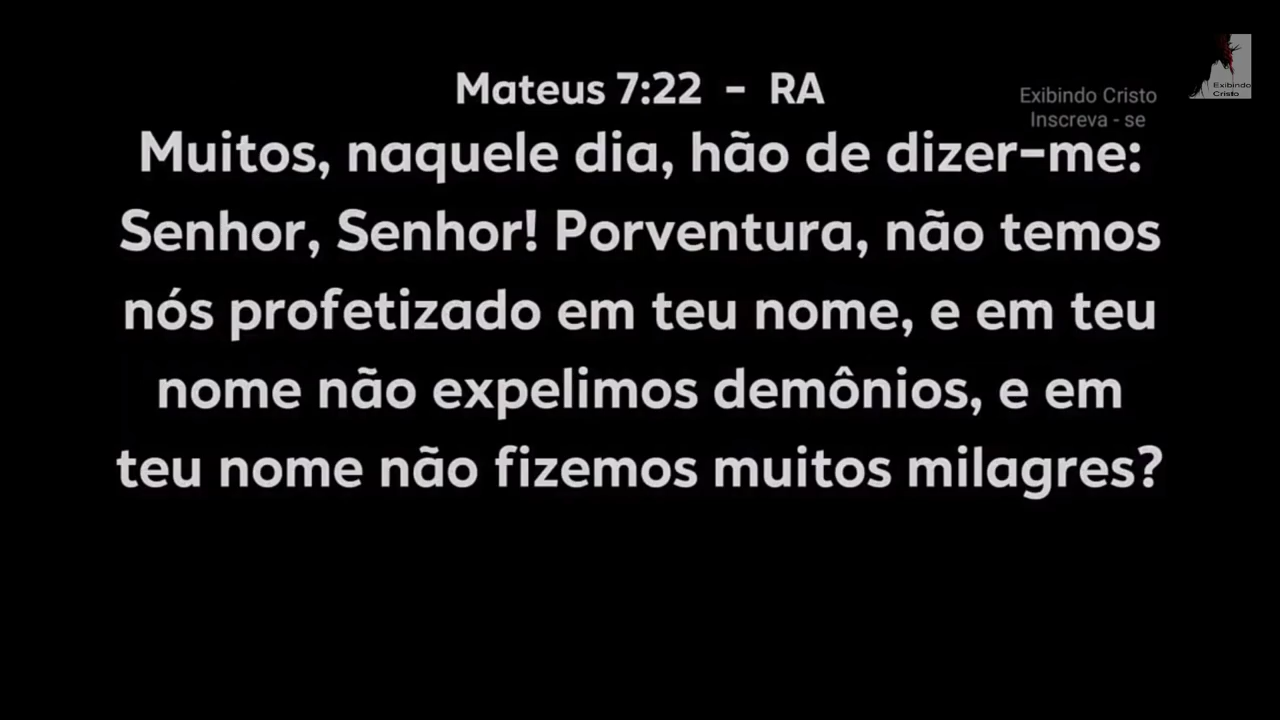 Mateus 7:22 - RA
Exibindo Cristo
Inscreva - se
Exibindo
Cristo
Muitos, naquele dia, hão de dizer-me:
Senhor, Senhor! Porventura, não temos
nós profetizado em teu nome, e em teu
nome não expelimos demônios, e em
teu nome não fizemos muitos milagres?